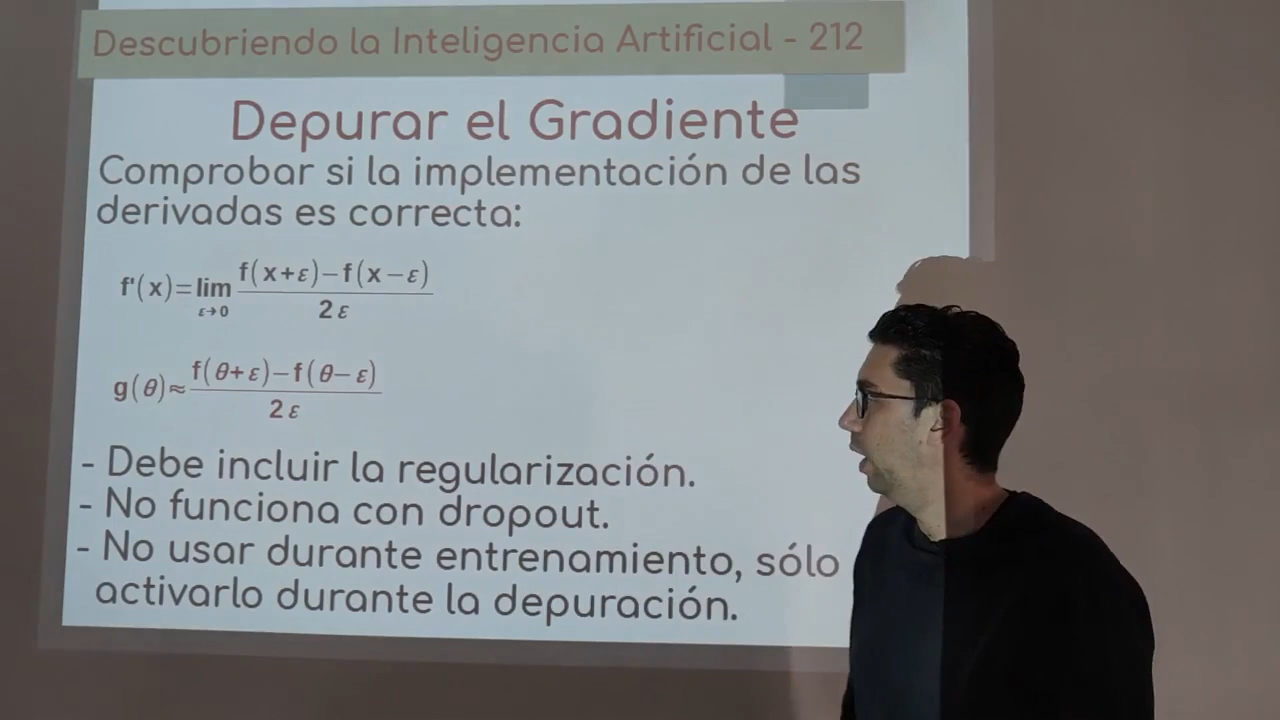 Descubriendo la Inteligencia Artificial - 212
Depurar el Gradiente
Comprobar si la implementación de las
derivadas es correcta:
f'(x)=lim ε→0 f(x+ε)−f(x−ε) / 2ε
g(θ)≈ f(θ+ε)−f(θ−ε) / 2ε
- Debe incluir la regularización.
- No funciona con dropout.
- No usar durante entrenamiento, sólo
activarlo durante la depuración.